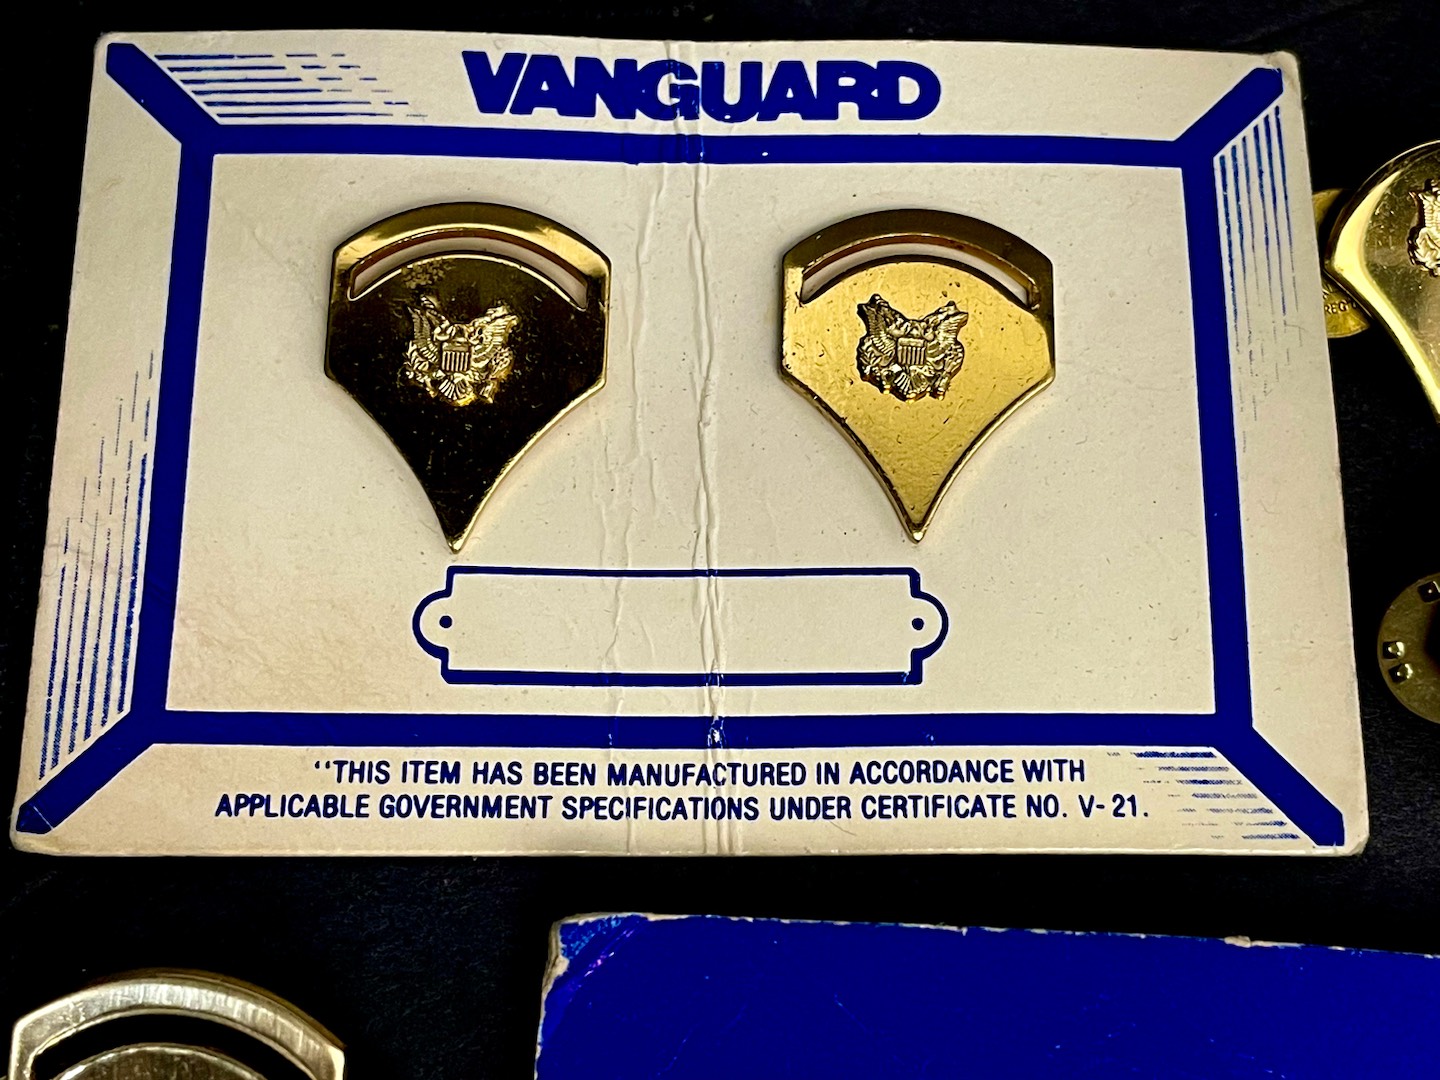 VANGUARD
“THIS ITEM HAS BEEN MANUFACTURED IN ACCORDANCE WITH
APPLICABLE GOVERNMENT SPECIFICATIONS UNDER CERTIFICATE NO. V-21.